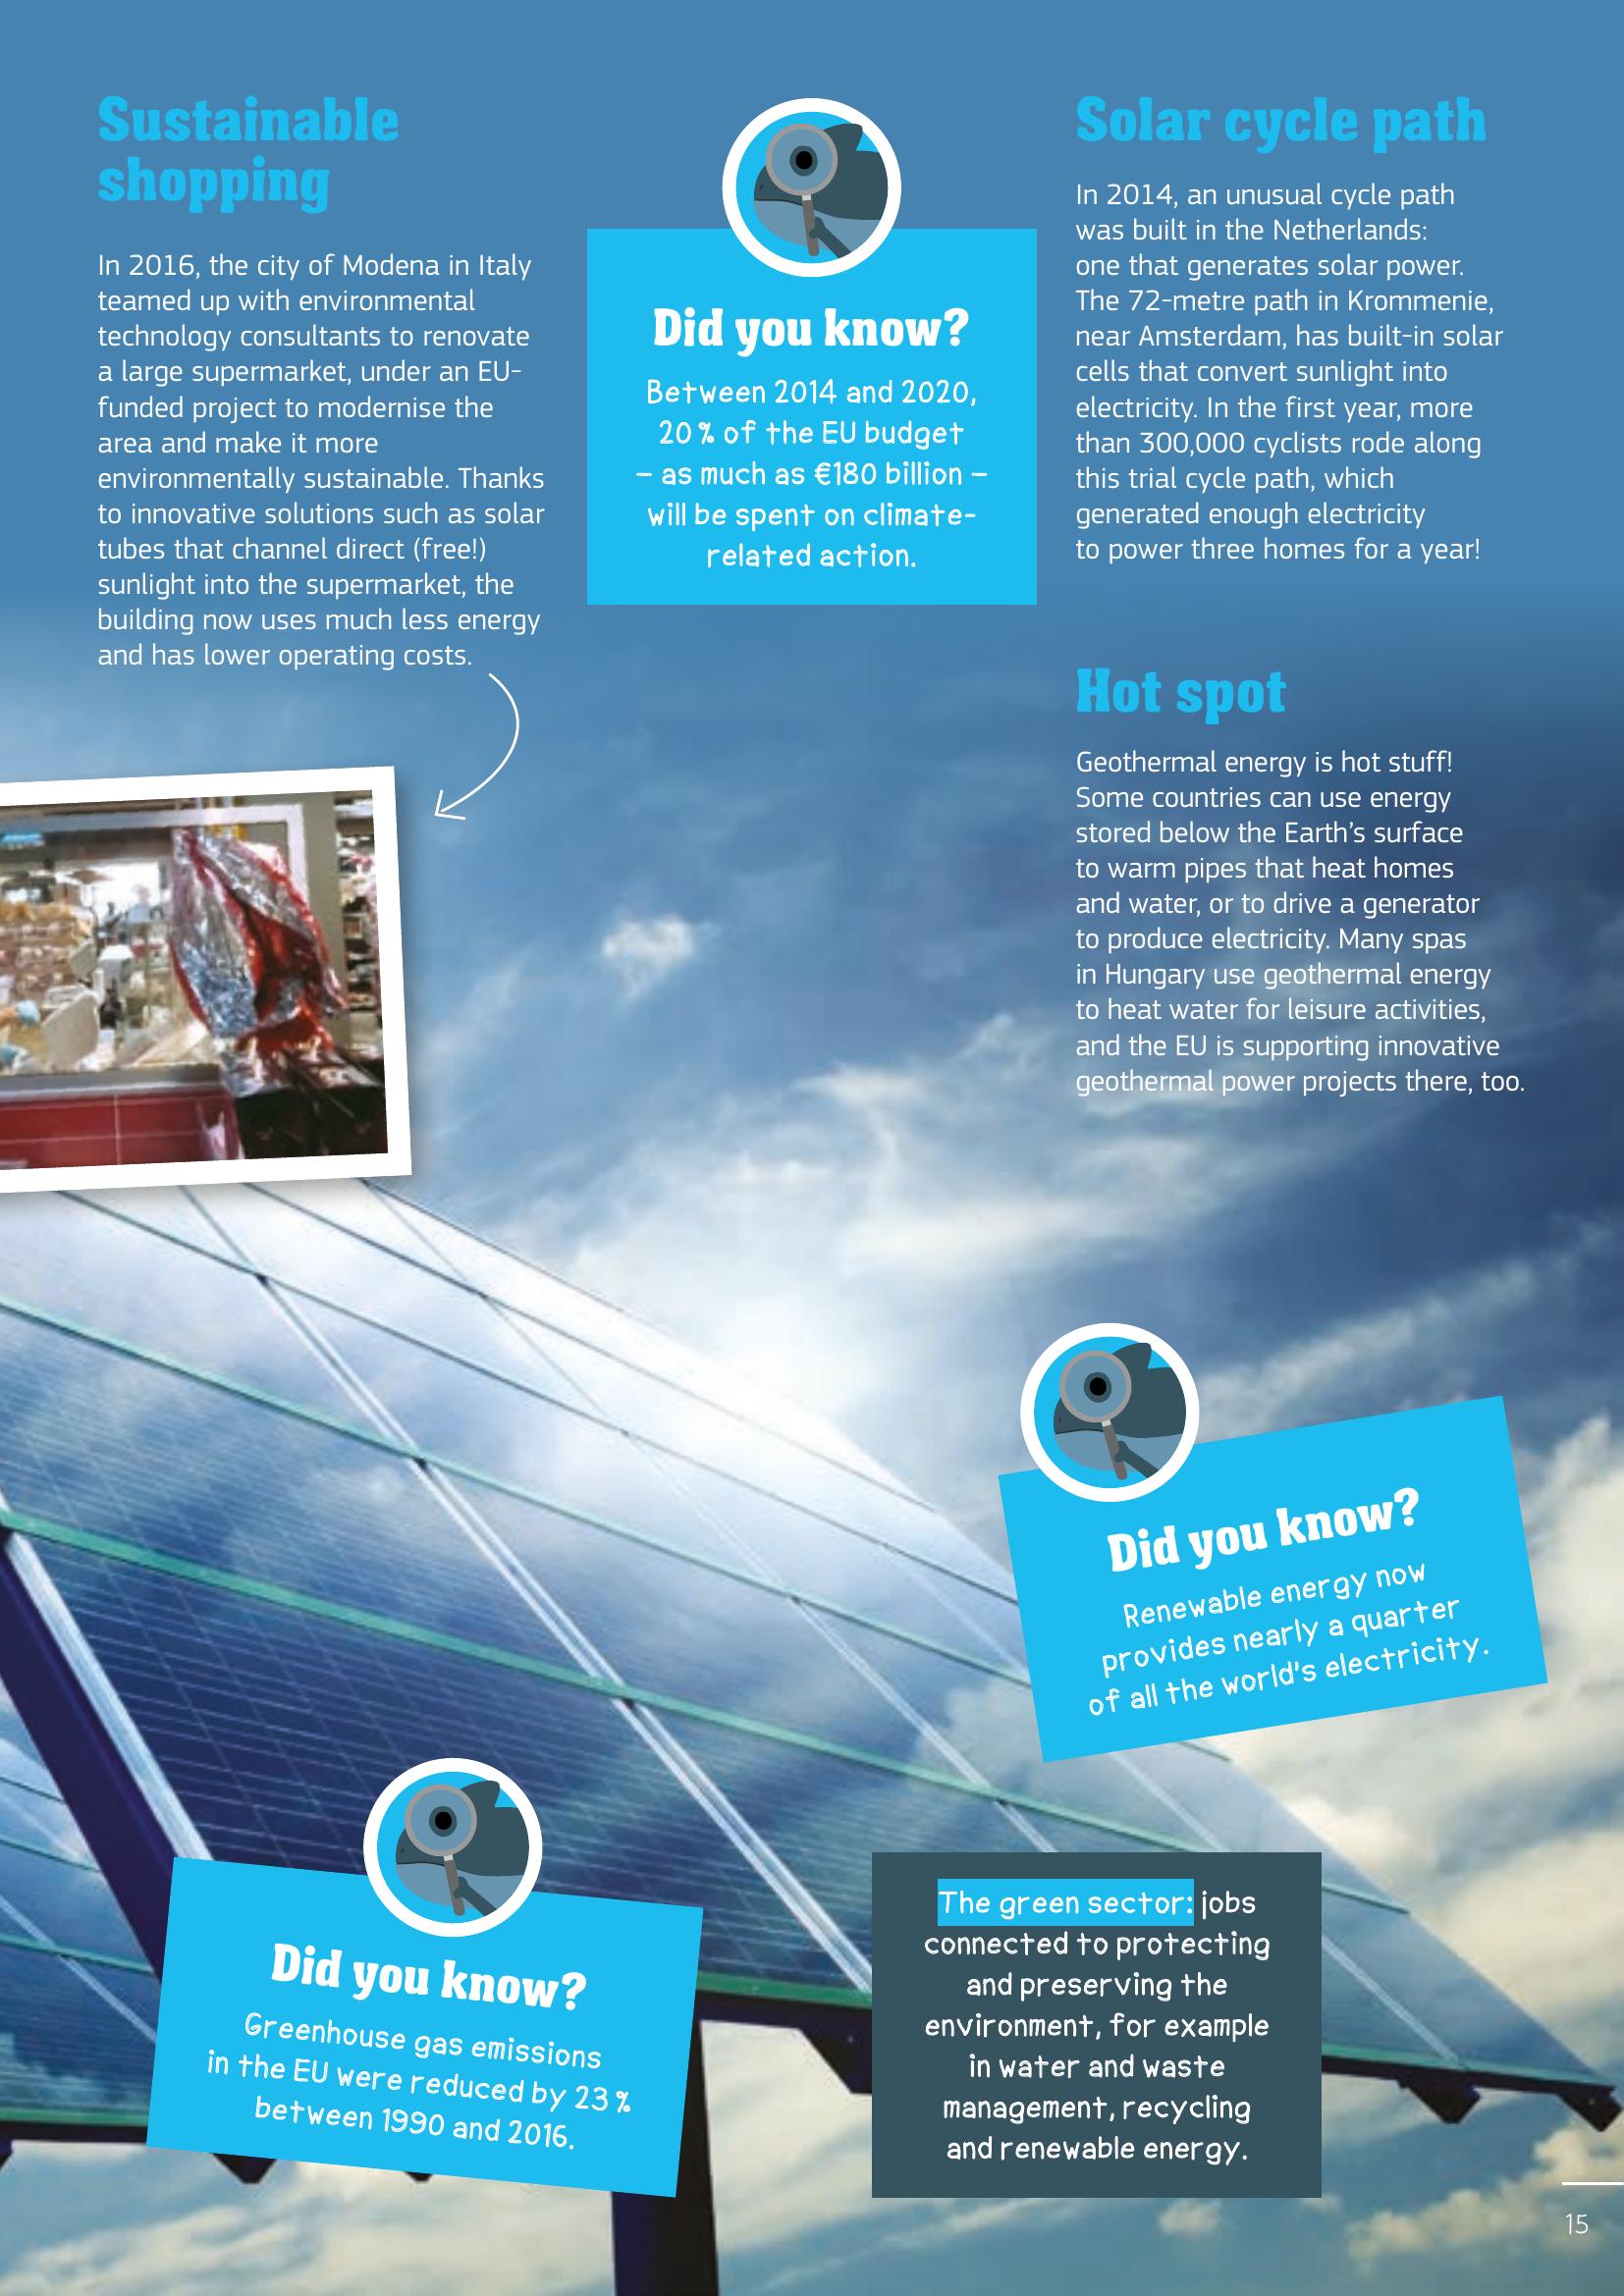 Sustainable
shopping
In 2016, the city of Modena in Italy
teamed up with environmental
technology consultants to renovate
a large supermarket, under an EU-
funded project to modernise the
area and make it more
environmentally sustainable. Thanks
to innovative solutions such as solar
tubes that channel direct (free!)
sunlight into the supermarket, the
building now uses much less energy
and has lower operating costs.
Did you know?
Between 2014 and 2020,
20 % of the EU budget
– as much as €180 billion –
will be spent on climate-
related action.
Solar cycle path
In 2014, an unusual cycle path
was built in the Netherlands:
one that generates solar power.
The 72-metre path in Krommenie,
near Amsterdam, has built-in solar
cells that convert sunlight into
electricity. In the first year, more
than 300,000 cyclists rode along
this trial cycle path, which
generated enough electricity
to power three homes for a year!
Hot spot
Geothermal energy is hot stuff!
Some countries can use energy
stored below the Earth’s surface
to warm pipes that heat homes
and water, or to drive a generator
to produce electricity. Many spas
in Hungary use geothermal energy
to heat water for leisure activities,
and the EU is supporting innovative
geothermal power projects there, too.
Did you know?
Renewable energy now
provides nearly a quarter
of all the world's electricity.
Did you know?
Greenhouse gas emissions
in the EU were reduced by 23 %
between 1990 and 2016.
The green sector: jobs
connected to protecting
and preserving the
environment, for example
in water and waste
management, recycling
and renewable energy.
15